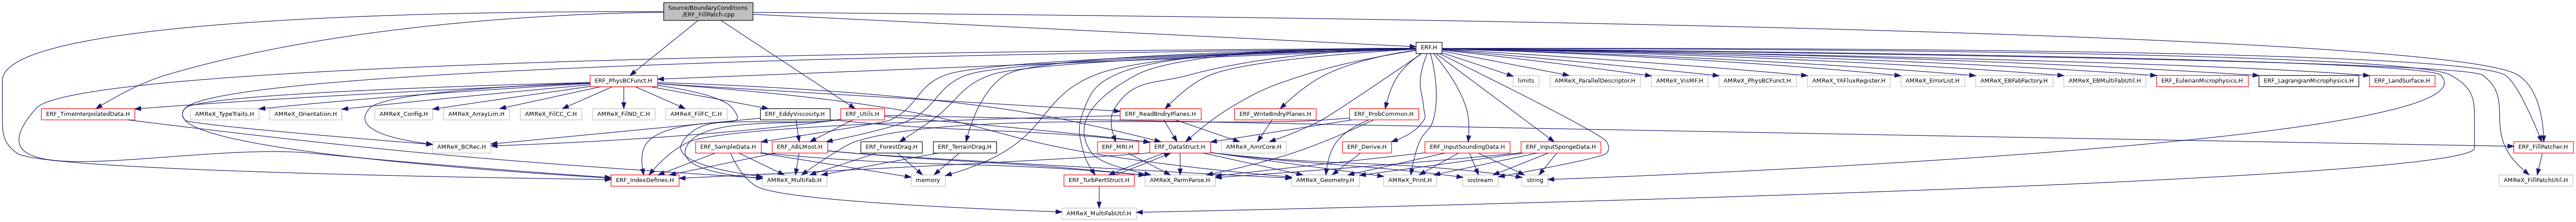 Source/BoundaryConditions
/ERF_FillPatch.cpp
ERF.H
ERF_PhysBCFunct.H
limits
AMReX_ParallelDescriptor.H
AMReX_VisMF.H
AMReX_PhysBCFunct.H
AMReX_YAFluxRegister.H
AMReX_ErrorList.H
AMReX_EBFabFactory.H
AMReX_EBMultiFabUtil.H
ERF_EulerianMicrophysics.H
ERF_LagrangianMicrophysics.H
ERF_LandSurface.H
ERF_TimeInterpolatedData.H
AMReX_TypeTraits.H
AMReX_Orientation.H
AMReX_Config.H
AMReX_ArrayLim.H
AMReX_FilCC_C.H
AMReX_FilND_C.H
AMReX_FilFC_C.H
ERF_EddyViscosity.H
ERF_Utils.H
ERF_ReadBndryPlanes.H
ERF_WriteBndryPlanes.H
ERF_ProbCommon.H
AMReX_BCRec.H
ERF_SampleData.H
ERF_ABLMost.H
ERF_ForestDrag.H
ERF_TerrainDrag.H
ERF_MRI.H
ERF_DataStruct.H
AMReX_AmrCore.H
ERF_Derive.H
ERF_InputSoundingData.H
ERF_InputSpongeData.H
ERF_FillPatcher.H
ERF_IndexDefines.H
AMReX_MultiFab.H
memory
ERF_TurbPertStruct.H
AMReX_ParmParse.H
AMReX_Geometry.H
AMReX_Print.H
iostream
string
AMReX_FillPatchUtil.H
AMReX_MultiFabUtil.H